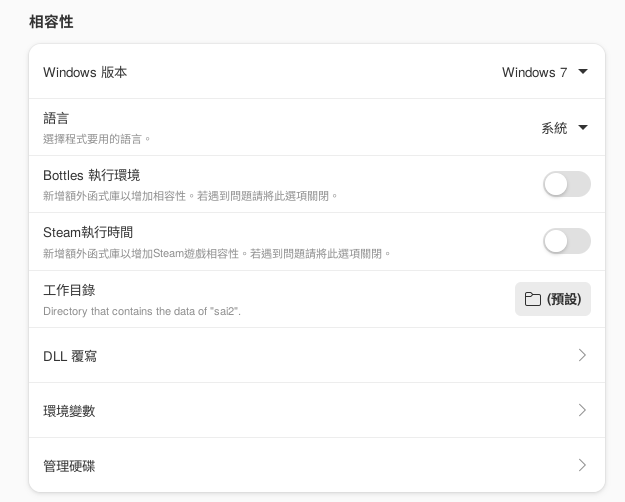 相容性
Windows 版本
Windows 7
語言
選擇程式要用的語言。
系統
Bottles 執行環境
新增額外函式庫以增加相容性。若遇到問題請將此選項關閉。
Steam執行時間
新增額外函式庫以增加Steam遊戲相容性。若遇到問題請將此選項關閉。
工作目錄
Directory that contains the data of "sai2".
(預設)
DLL 覆寫
環境變數
管理硬碟